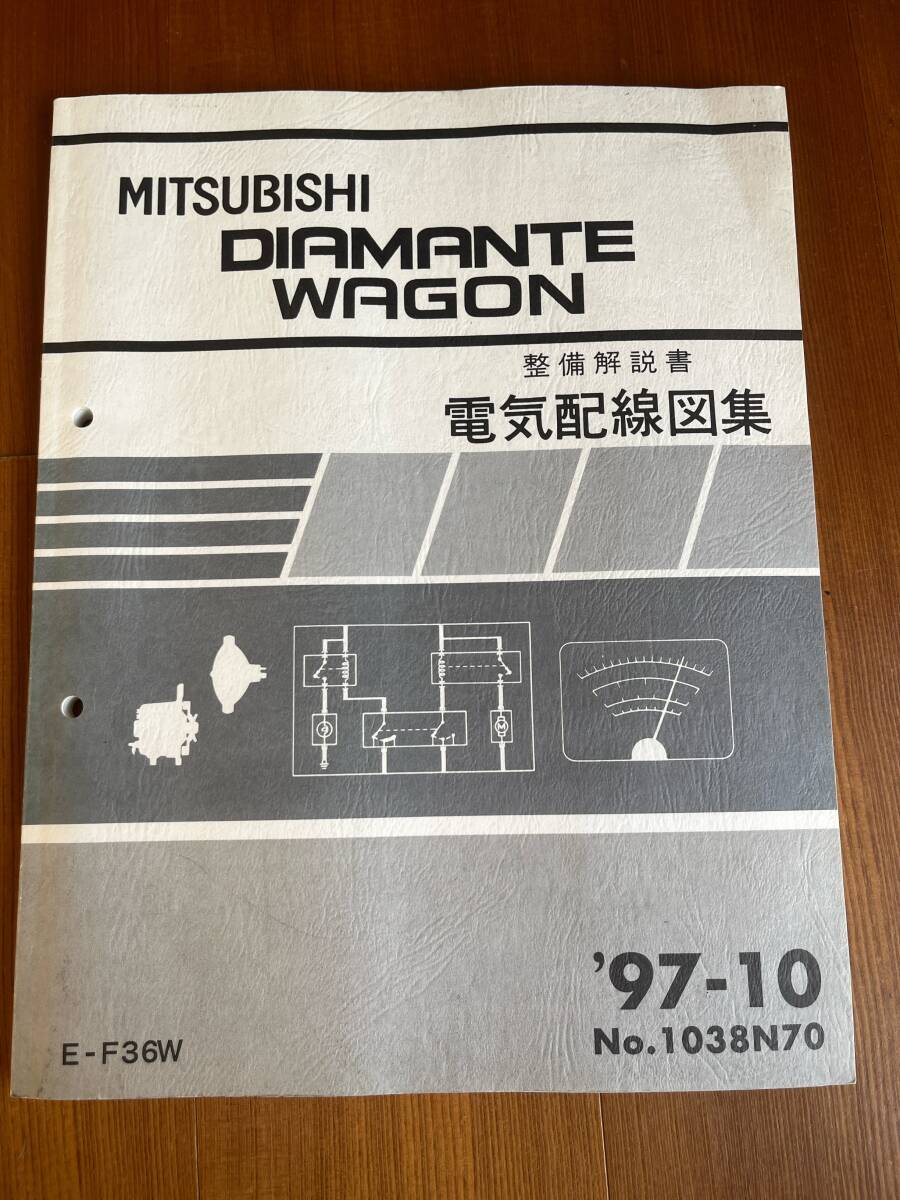 MITSUBISHI
DIAMANTE
WAGON
整備解説書
電気配線図集
M
'97-10
No.1038N70
E-F36W